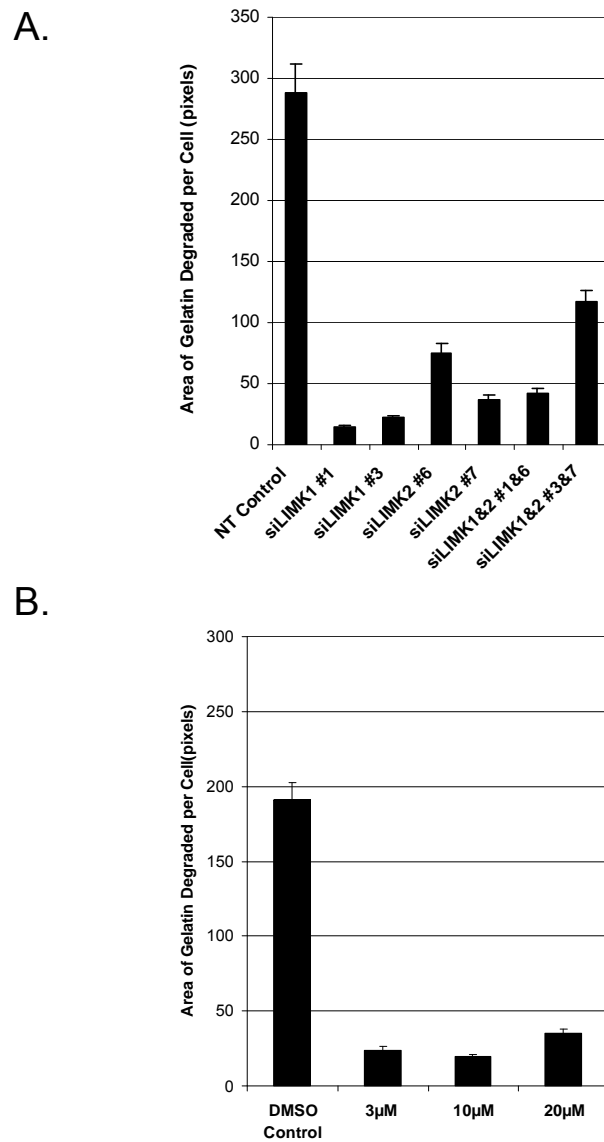 A.
Area of Gelatin Degraded per Cell (pixels)
350
300
250
200
150
100
50
0
NT Control
siLIMK1 #1
siLIMK1 #3
siLIMK2 #6
siLIMK2 #7
siLIMK1&2 #1&6
siLIMK1&2 #3&7
B.
Area of Gelatin Degraded per Cell(pixels)
300
250
200
150
100
50
0
DMSO
Control
3µM
10µM
20µM